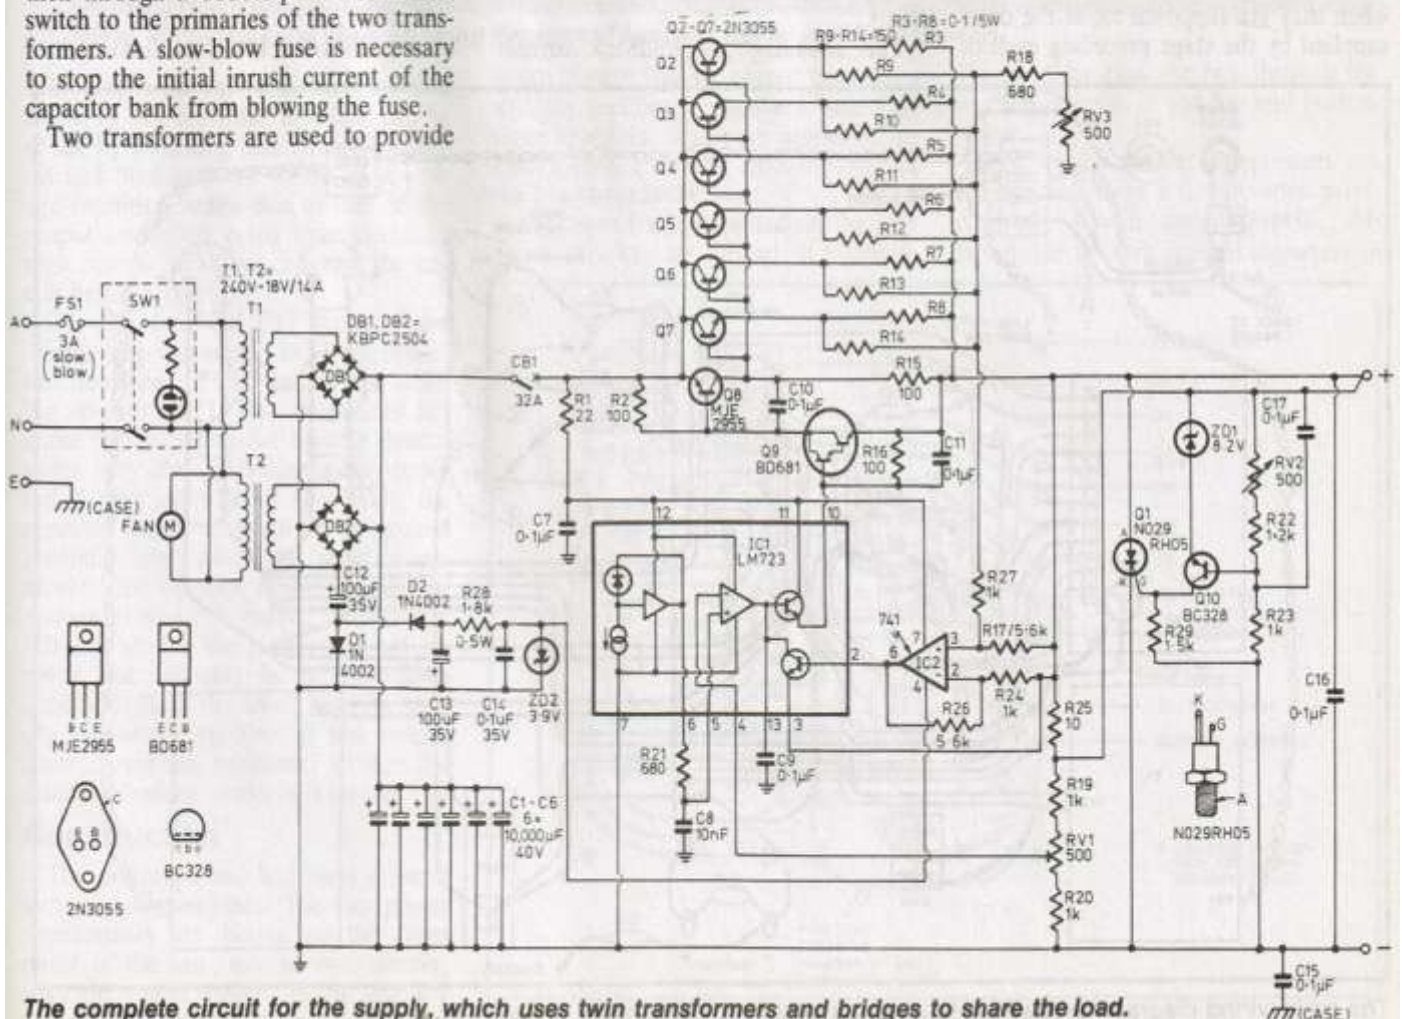 switch to the primaries of the two trans-
formers. A slow-blow fuse is necessary
to stop the initial inrush current of the
capacitor bank from blowing the fuse.
Two transformers are used to provide
Q2-Q7=2N3055
R3-R8=0·1/5W
R9-R14=150
R3
Q2
R9
R18
680
R4
Q3
R10
RV3
500
R5
Q4
R11
R6
Q5
R12
R7
Q6
R13
R8
Q7
R14
T1, T2=
240V-18V/14A
FS1
SW1
T1
DB1, DB2=
KBPC2504
A
3A
(slow
blow)
DB1
CB1
32A
R1
22
R2
100
Q8
MJE
2955
C10
0·1µF
R15
100
+
N
Q9
BD681
R16
100
C11
0·1µF
ZD1
8.2V
C17
0·1µF
RV2
500
T2
E
(CASE)
FAN
M
DB2
C7
0·1µF
12
11
10
IC1
LM723
Q1
N029
RH05
A
K
G
R22
1·2k
C12
100µF
35V
D2
1N4002
R28
1·8k
0·5W
R27
1k
Q10
BC328
R23
1k
D1
1N
4002
741
7
6
3
2
4
IC2
R17/5·6k
2
R29
1·5k
R24
1k
C13
100µF
35V
C14
0·1µF
35V
ZD2
3·9V
R26
5·6k
R25
10
C16
0·1µF
7
6
5
4
13
3
B C E
MJE2955
E C B
BD681
R21
680
C9
0·1µF
K
G
A
N029RH05
R19
1k
C
E B
2N3055
BC328
C1-C6
6×
10,000µF
40V
C8
10nF
RV1
500
R20
1k
-
C15
0·1µF
(CASE)
The complete circuit for the supply, which uses twin transformers and bridges to share the load.